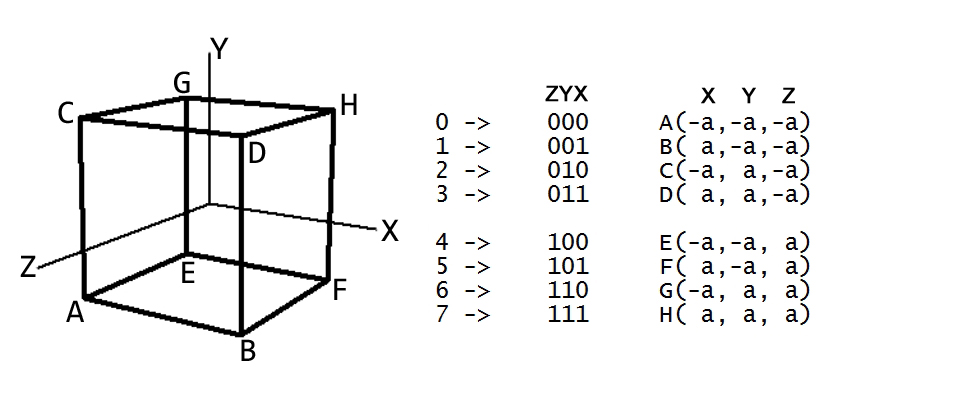 Y
G
C
H
D
X
Z
E
F
A
B
ZYX X Y Z
0 -> 000 A(-a,-a,-a)
1 -> 001 B( a,-a,-a)
2 -> 010 C(-a, a,-a)
3 -> 011 D( a, a,-a)
4 -> 100 E(-a,-a, a)
5 -> 101 F( a,-a, a)
6 -> 110 G(-a, a, a)
7 -> 111 H( a, a, a)